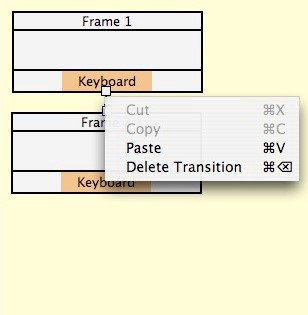 Frame 1
Keyboard
Cut ⌘X
Copy ⌘C
Paste ⌘V
Delete Transition ⌘⌫
Keyboard